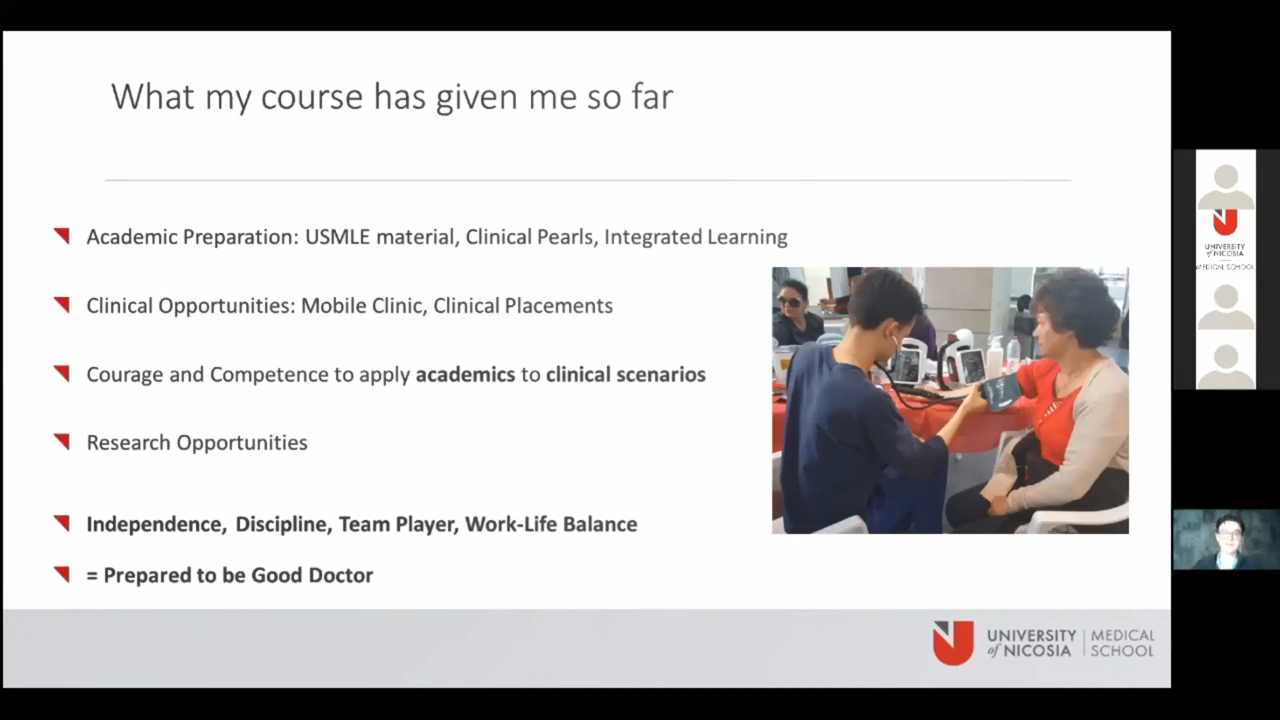 What my course has given me so far
Academic Preparation: USMLE material, Clinical Pearls, Integrated Learning
Clinical Opportunities: Mobile Clinic, Clinical Placements
Courage and Competence to apply academics to clinical scenarios
Research Opportunities
Independence, Discipline, Team Player, Work-Life Balance
= Prepared to be Good Doctor
UNIVERSITY
of NICOSIA
MEDICAL
SCHOOL
UNIVERSITY
of NICOSIA
MEDICAL SCHOOL